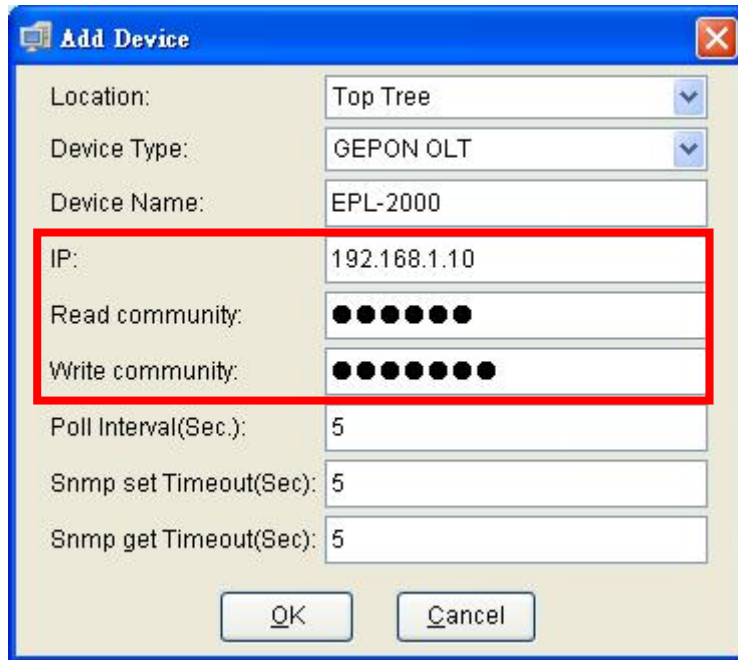 Add Device
Location: Top Tree
Device Type: GEPON OLT
Device Name: EPL-2000
IP: 192.168.1.10
Read community: ●●●●●●
Write community: ●●●●●●●
Poll Interval(Sec.): 5
Snmp set Timeout(Sec): 5
Snmp get Timeout(Sec): 5
OK Cancel